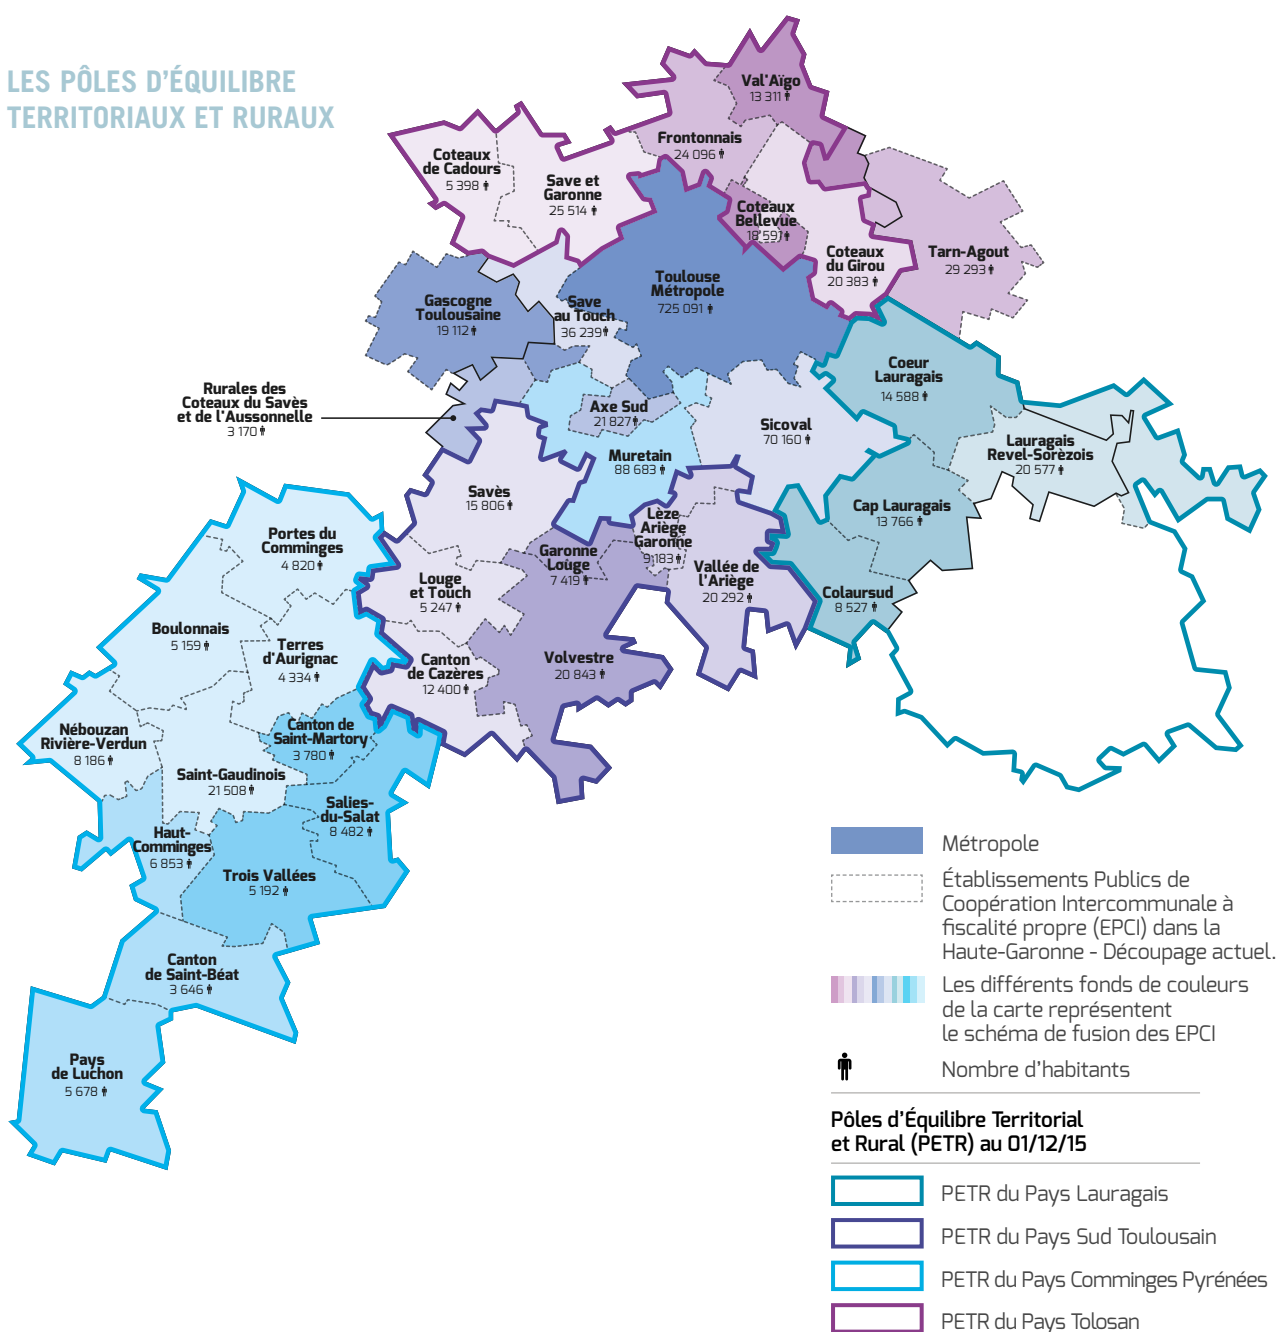 LES PÔLES D'ÉQUILIBRE
TERRITORIAUX ET RURAUX
Val'Aïgo
13 311
Frontonnais
24 096
Coteaux
de Cadours
5 398
Save et
Garonne
25 514
Coteaux
Bellevue
18 597
Coteaux
du Girou
20 383
Tarn-Agout
29 293
Toulouse
Métropole
725 091
Gascogne
Toulousaine
19 112
Save
au Touch
36 239
Coeur
Lauragais
14 588
Rurales des
Coteaux du Savès
et de l'Aussonnelle
3 170
Axe Sud
21 827
Sicoval
70 160
Lauragais
Revel-Sorèzois
20 577
Muretain
88 683
Savès
15 806
Cap Lauragais
13 766
Lèze
Ariège
Garonne
9 183
Portes du
Comminges
4 820
Garonne
Louge
7 419
Vallée de
l'Ariège
20 292
Louge
et Touch
5 247
Colaursud
8 527
Boulonnais
5 159
Terres
d'Aurignac
4 334
Canton
de Cazères
12 400
Volvestre
20 843
Nébouzan
Rivière-Verdun
8 186
Canton de
Saint-Martory
3 780
Saint-Gaudinois
21 508
Salies-
du-Salat
8 482
Haut-
Comminges
6 853
Trois Vallées
5 192
Canton
de Saint-Béat
3 646
Pays
de Luchon
5 678
Métropole
Établissements Publics de
Coopération Intercommunale à
fiscalité propre (EPCI) dans la
Haute-Garonne - Découpage actuel.
Les différents fonds de couleurs
de la carte représentent
le schéma de fusion des EPCI
Nombre d'habitants
Pôles d'Équilibre Territorial
et Rural (PETR) au 01/12/15
PETR du Pays Lauragais
PETR du Pays Sud Toulousain
PETR du Pays Comminges Pyrénées
PETR du Pays Tolosan